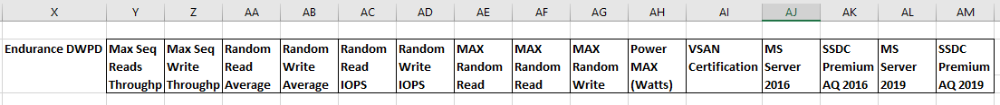 X Y Z AA AB AC AD AE AF AG AH AI AJ AK AL AM
Endurance DWPD Max Seq Max Seq Random Random Random Random MAX MAX MAX Power VSAN MS SSDC MS SSDC
Reads Write Read Write Read Write Random Random Random MAX Certification Server Premium Server Premium
Throughp Throughp Average Average IOPS IOPS Read Read Write (Watts) 2016 AQ 2016 2019 AQ 2019